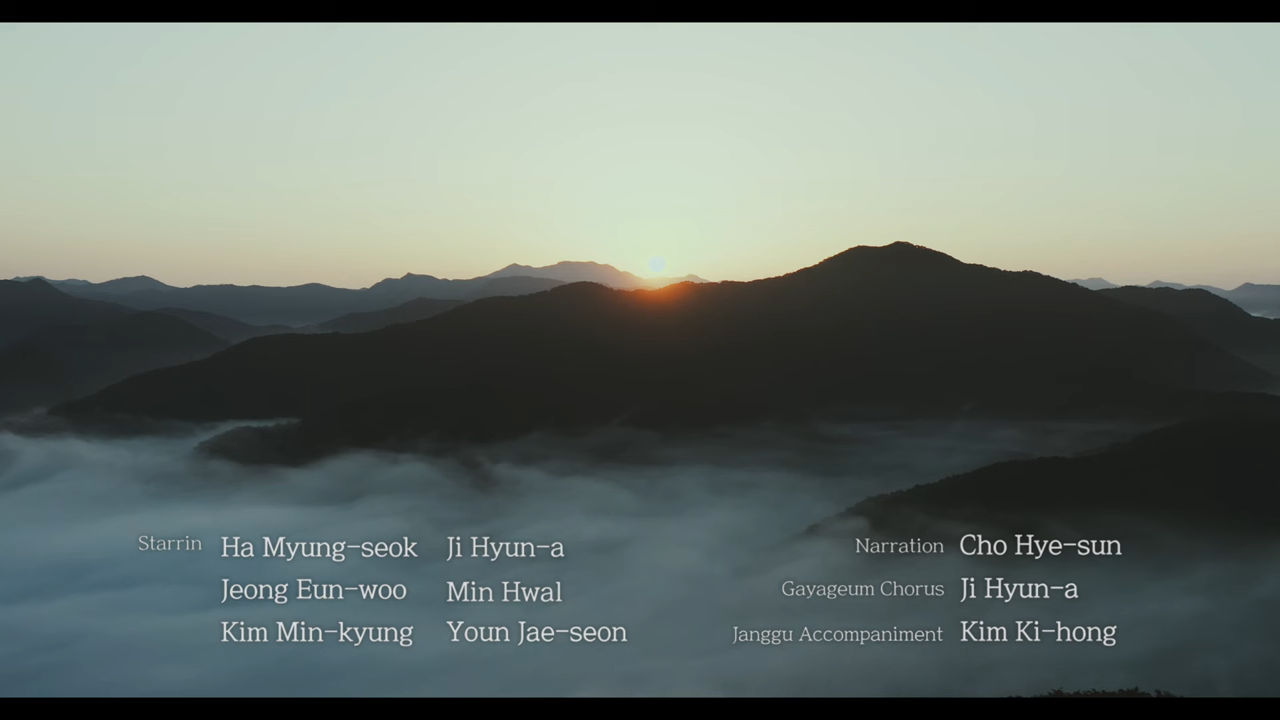 Starrin Ha Myung-seok Ji Hyun-a
Jeong Eun-woo Min Hwal
Kim Min-kyung Youn Jae-seon
Narration Cho Hye-sun
Gayageum Chorus Ji Hyun-a
Janggu Accompaniment Kim Ki-hong